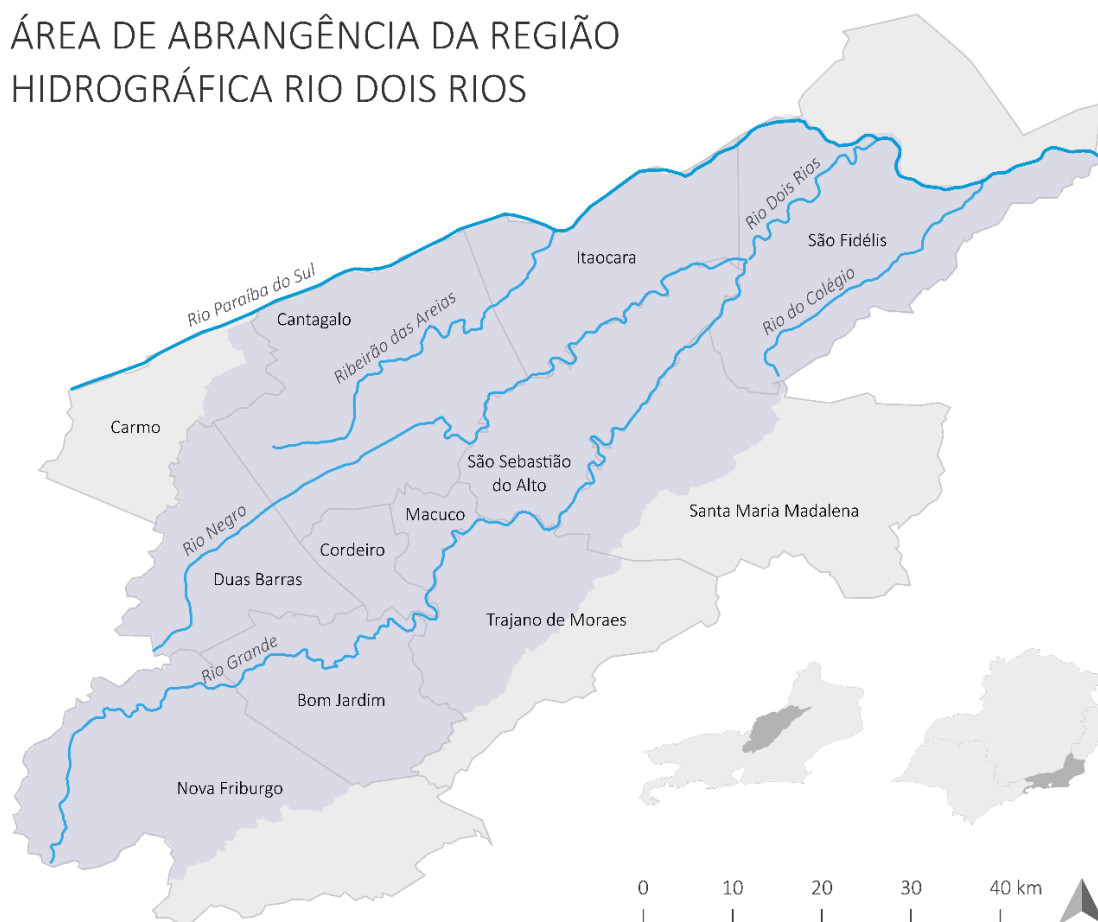 ÁREA DE ABRANGÊNCIA DA REGIÃO
HIDROGRÁFICA RIO DOIS RIOS
Rio Dois Rios
São Fidélis
Itaocara
Rio do Colégio
Rio Paraíba do Sul
Cantagalo
Ribeirão das Areias
Carmo
São Sebastião
do Alto
Santa Maria Madalena
Macuco
Rio Negro
Cordeiro
Duas Barras
Trajano de Moraes
Rio Grande
Bom Jardim
Nova Friburgo
0 10 20 30 40 km